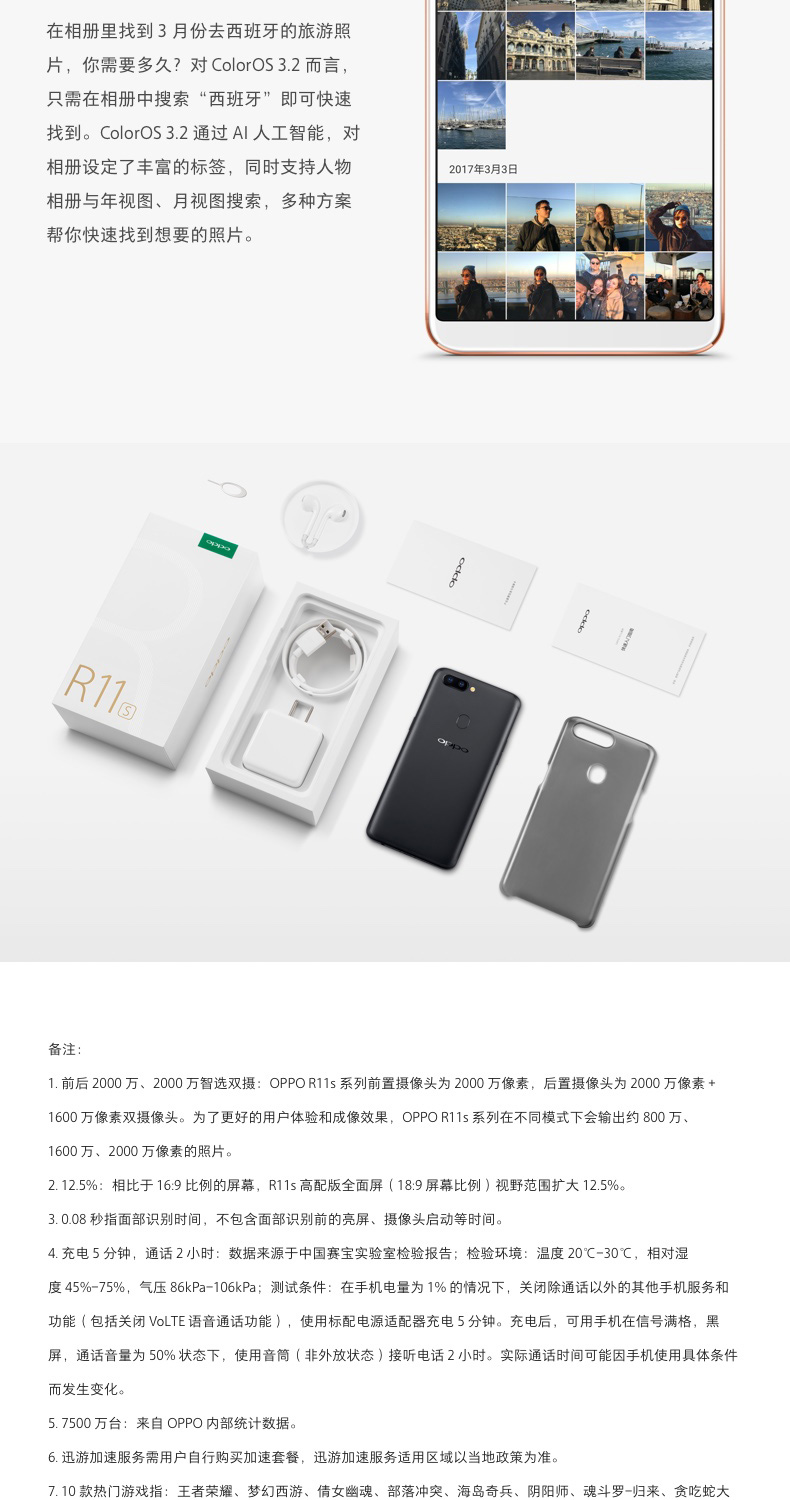 在相册里找到 3 月份去西班牙的旅游照
片，你需要多久？对 ColorOS 3.2 而言，
只需在相册中搜索“西班牙”即可快速
找到。ColorOS 3.2 通过 AI 人工智能，对
相册设定了丰富的标签，同时支持人物
相册与年视图、月视图搜索，多种方案
帮你快速找到想要的照片。
2017年3月3日
oppo
R11s
oppo
oppo
oppo
备注：
1. 前后 2000 万、2000 万智选双摄：OPPO R11s 系列前置摄像头为 2000 万像素，后置摄像头为 2000 万像素 +
1600 万像素双摄像头。为了更好的用户体验和成像效果，OPPO R11s 系列在不同模式下会输出约 800 万、
1600 万、2000 万像素的照片。
2. 12.5%：相比于 16:9 比例的屏幕，R11s 高配版全面屏（18:9 屏幕比例）视野范围扩大 12.5%。
3. 0.08 秒指面部识别时间，不包含面部识别前的亮屏、摄像头启动等时间。
4. 充电 5 分钟，通话 2 小时：数据来源于中国赛宝实验室检验报告；检验环境：温度 20℃-30℃，相对湿
度 45%-75%，气压 86kPa-106kPa；测试条件：在手机电量为 1% 的情况下，关闭除通话以外的其他手机服务和
功能（包括关闭 VoLTE 语音通话功能），使用标配电源适配器充电 5 分钟。充电后，可用手机在信号满格，黑
屏，通话音量为 50% 状态下，使用音筒（非外放状态）接听电话 2 小时。实际通话时间可能因手机使用具体条件
而发生变化。
5. 7500 万台：来自 OPPO 内部统计数据。
6. 迅游加速服务需用户自行购买加速套餐，迅游加速服务适用区域以当地政策为准。
7. 10 款热门游戏指：王者荣耀、梦幻西游、倩女幽魂、部落冲突、海岛奇兵、阴阳师、魂斗罗-归来、贪吃蛇大